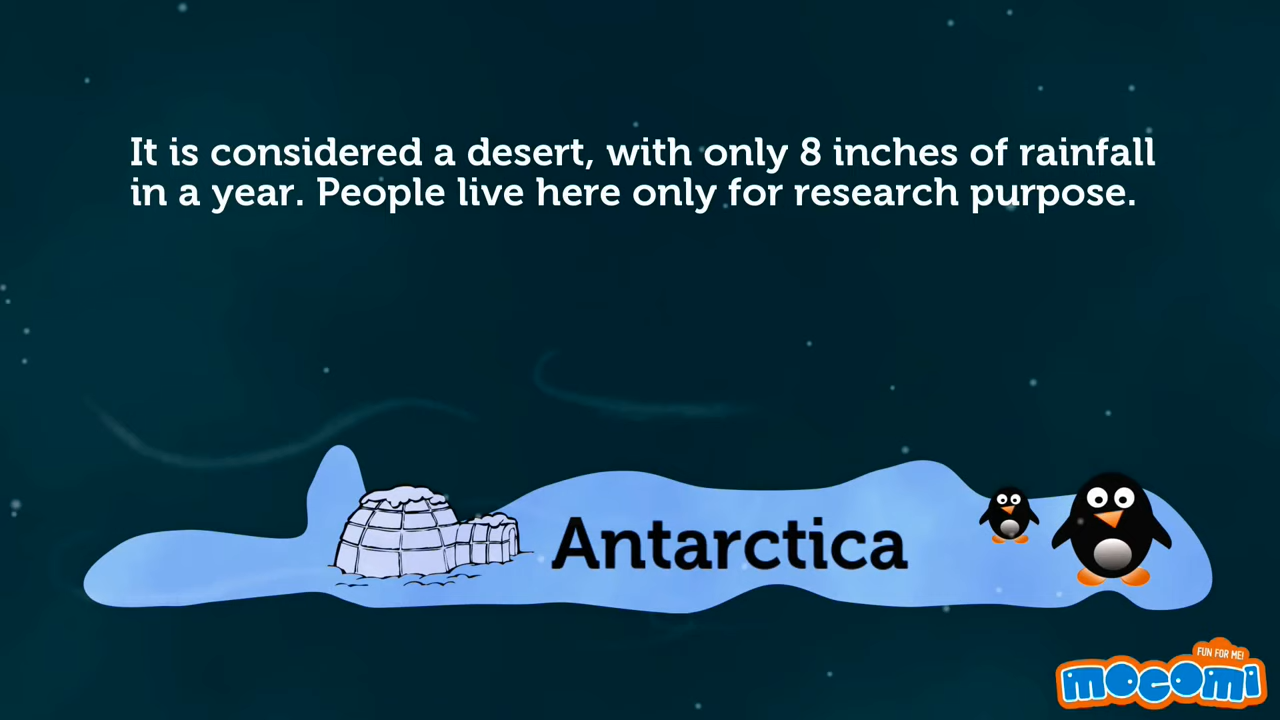 It is considered a desert, with only 8 inches of rainfall
in a year. People live here only for research purpose.
Antarctica
FUN FOR ME!
mocomi